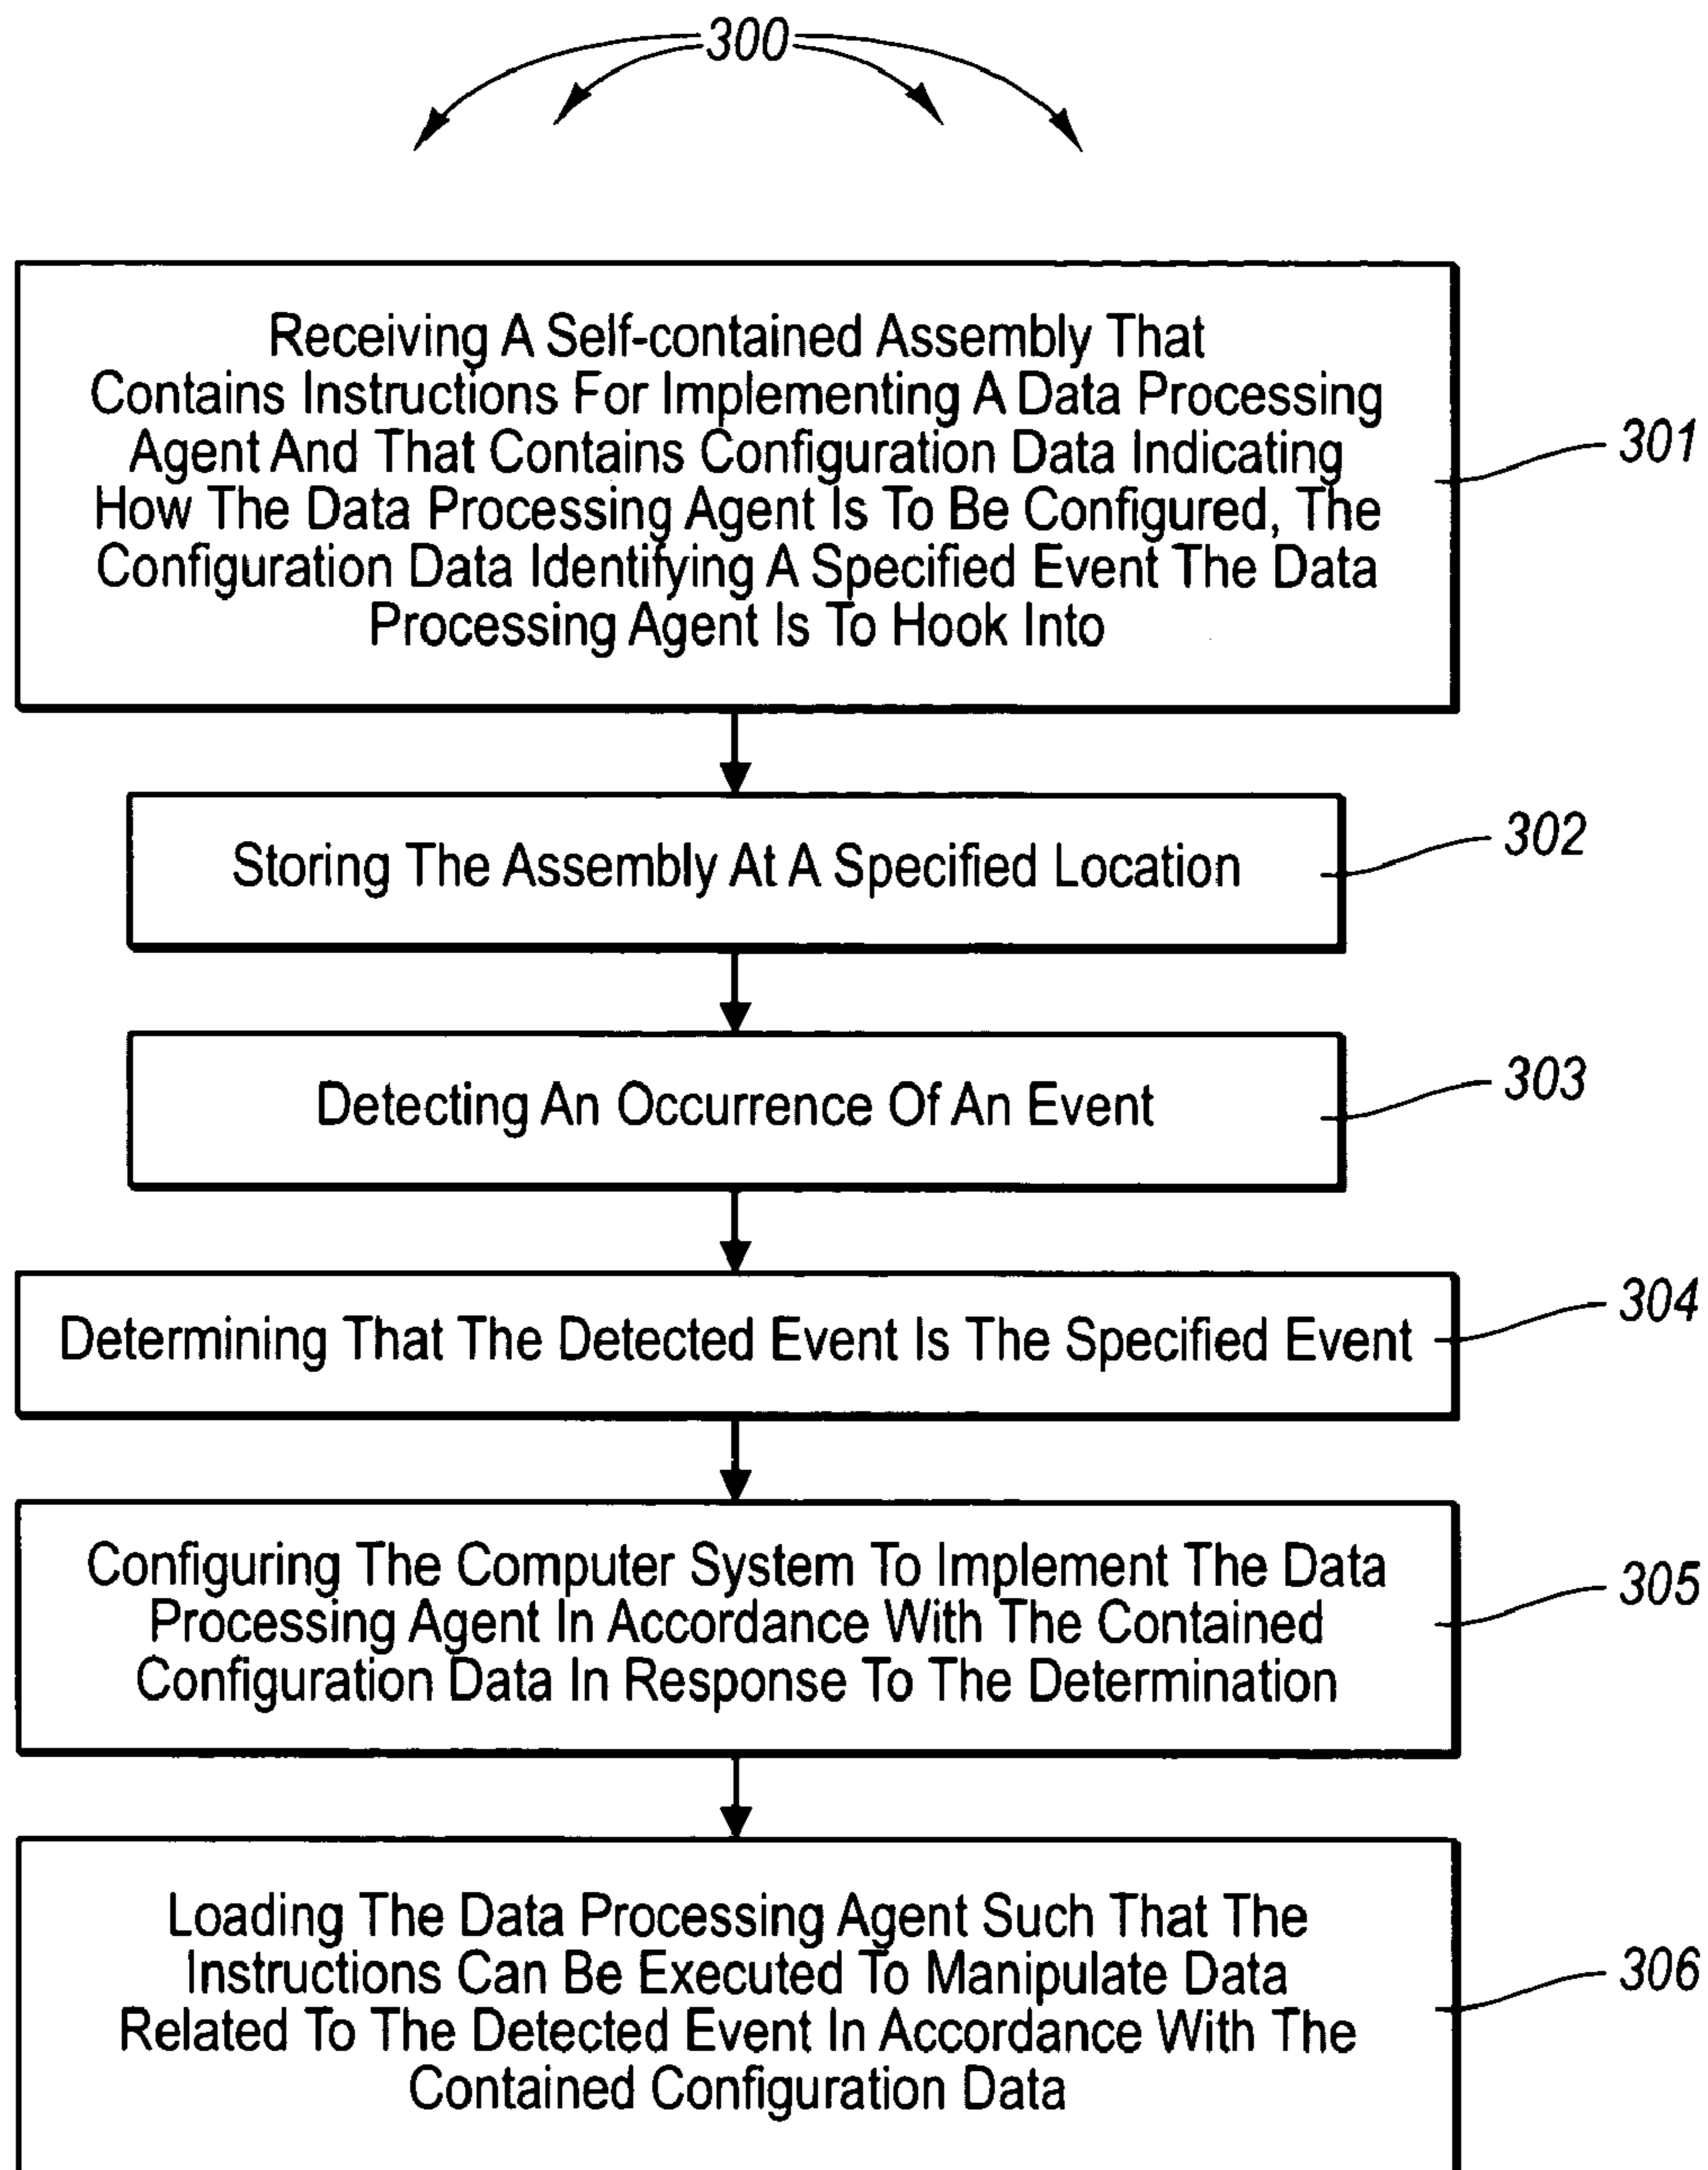 300
Receiving A Self-contained Assembly That
Contains Instructions For Implementing A Data Processing
Agent And That Contains Configuration Data Indicating
How The Data Processing Agent Is To Be Configured, The
Configuration Data Identifying A Specified Event The Data
Processing Agent Is To Hook Into
301
Storing The Assembly At A Specified Location
302
Detecting An Occurrence Of An Event
303
Determining That The Detected Event Is The Specified Event
304
Configuring The Computer System To Implement The Data
Processing Agent In Accordance With The Contained
Configuration Data In Response To The Determination
305
Loading The Data Processing Agent Such That The
Instructions Can Be Executed To Manipulate Data
Related To The Detected Event In Accordance With The
Contained Configuration Data
306